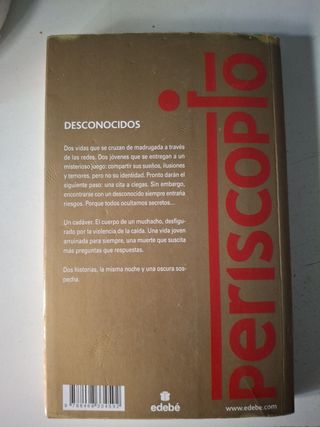 DESCONOCIDOS
Dos vidas que se cruzan de madrugada a través
de las redes. Dos jóvenes que se entregan a un
misterioso juego: compartir sus sueños, ilusiones
y temores, pero no su identidad. Pronto darán el
siguiente paso: una cita a ciegas. Sin embargo,
encontrarse con un desconocido siempre entraña
riesgos. Porque todos ocultamos secretos...
Un cadáver. El cuerpo de un muchacho, desfigu-
rado por la violencia de la caída. Una vida joven
arruinada para siempre, una muerte que suscita
más preguntas que respuestas.
Dos historias, la misma noche y una oscura sos-
pecha.
periscopio
edebé
www.edebe.com